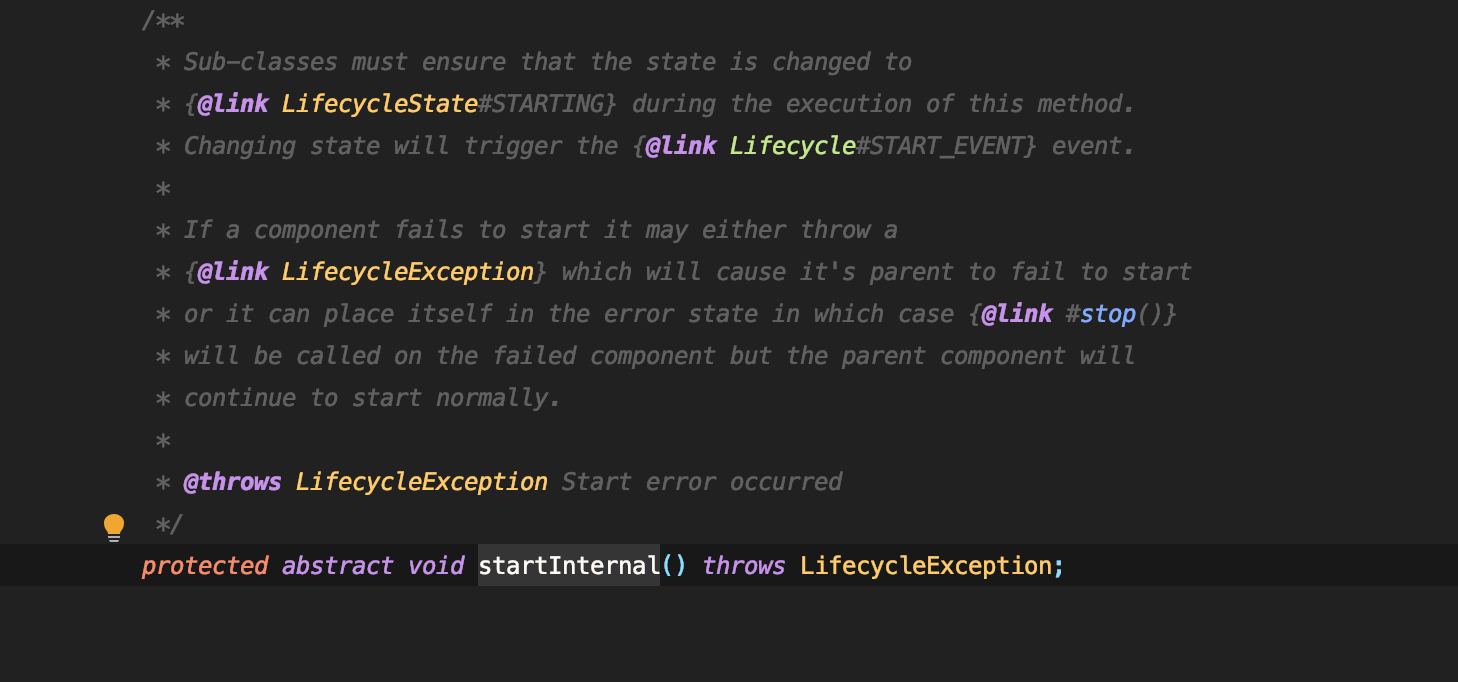 /**
* Sub-classes must ensure that the state is changed to
* {@link LifecycleState#STARTING} during the execution of this method.
* Changing state will trigger the {@link Lifecycle#START_EVENT} event.
*
* If a component fails to start it may either throw a
* {@link LifecycleException} which will cause it's parent to fail to start
* or it can place itself in the error state in which case {@link #stop()}
* will be called on the failed component but the parent component will
* continue to start normally.
*
* @throws LifecycleException Start error occurred
*/
protected abstract void startInternal() throws LifecycleException;